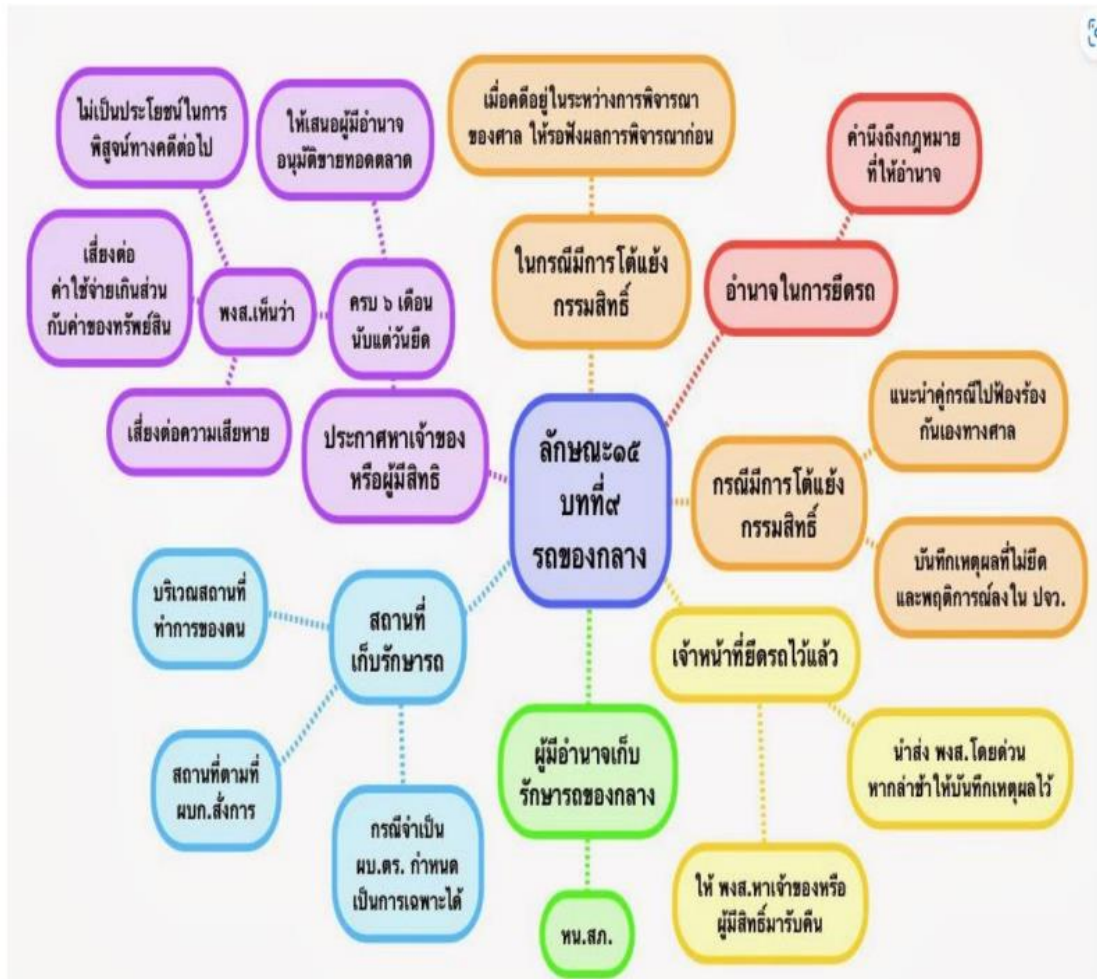 ไม่เป็นประโยชน์ในการ
พิสูจน์ทางคดีต่อไป
ให้เสนอผู้มีอำนาจ
อนุมัติขายทอดตลาด
เมื่อคดีอยู่ในระหว่างการพิจารณา
ของศาล ให้รอฟังผลการพิจารณาก่อน
คำนึงถึงกฎหมาย
ที่ให้อำนาจ
เสี่ยงต่อ
ค่าใช้จ่ายเกินส่วน
กับค่าของทรัพย์สิน
พงส.เห็นว่า
ครบ ๖ เดือน
นับแต่วันยึด
ในกรณีมีการโต้แย้ง
กรรมสิทธิ์
อำนาจในการยึดรถ
เสี่ยงต่อความเสียหาย
ประกาศหาเจ้าของ
หรือผู้มีสิทธิ
ลักษณะ๑๕
บทที่๙
รถของกลาง
แนะนำคู่กรณีไปฟ้องร้อง
กันเองทางศาล
กรณีมีการโต้แย้ง
กรรมสิทธิ์
บันทึกเหตุผลที่ไม่ยึด
และพฤติการณ์ลงใน ปจว.
บริเวณสถานที่
ทำการของตน
สถานที่
เก็บรักษารถ
เจ้าหน้าที่ยึดรถไว้แล้ว
สถานที่ตามที่
ผบก.สั่งการ
กรณีจำเป็น
ผบ.ตร. กำหนด
เป็นการเฉพาะได้
ผู้มีอำนาจเก็บ
รักษารถของกลาง
นำส่ง พงส.โดยด่วน
หากล่าช้าให้บันทึกเหตุผลไว้
หน.สภ.
ให้ พงส.หาเจ้าของหรือ
ผู้มีสิทธิ์มารับคืน